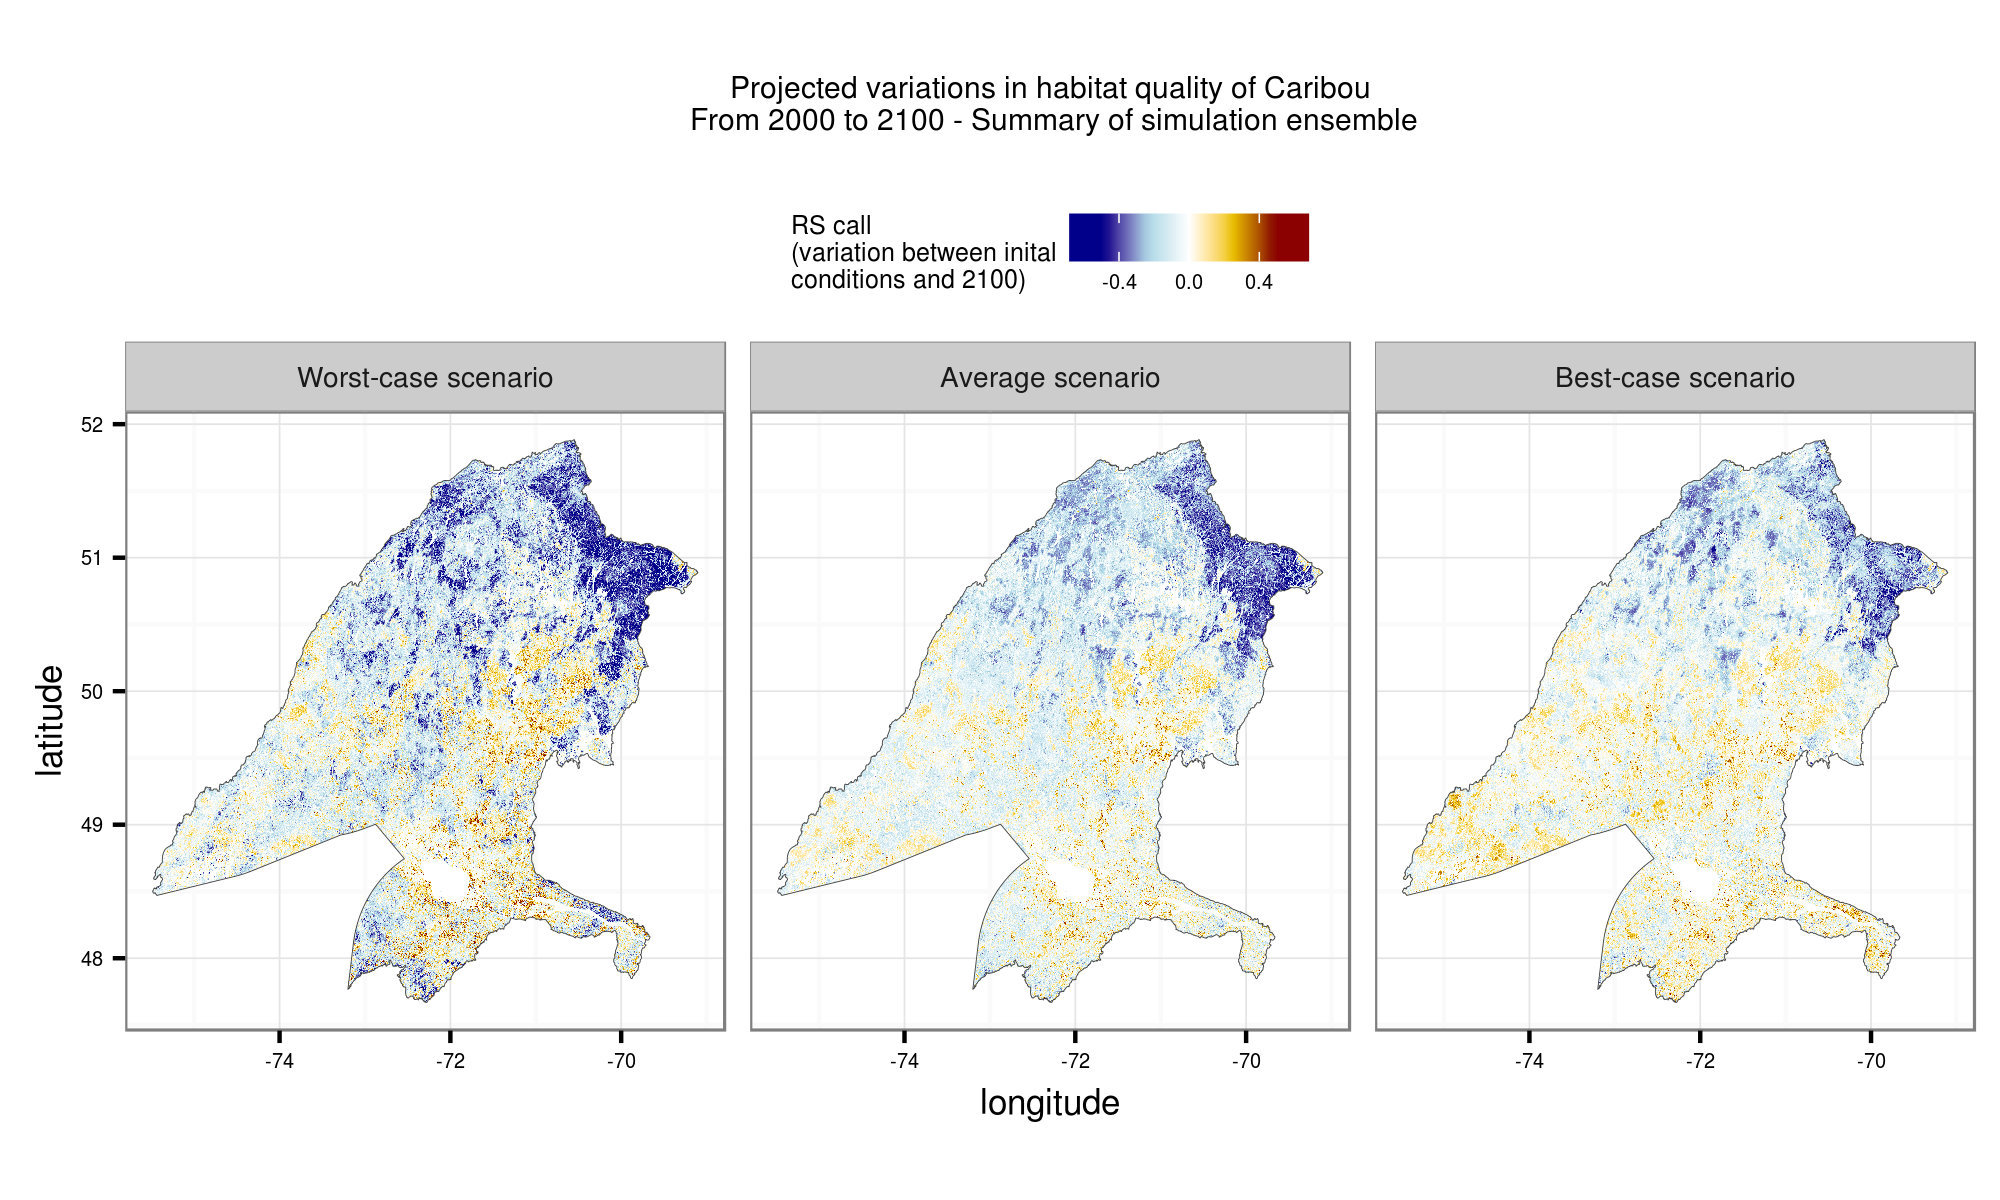 Projected variations in habitat quality of Caribou
From 2000 to 2100 - Summary of simulation ensemble
RS call
(variation between inital
conditions and 2100)
-0.4 0.0 0.4
Worst-case scenario Average scenario Best-case scenario
52
51
50
49
48
latitude
-74 -72 -70 -74 -72 -70 -74 -72 -70
longitude